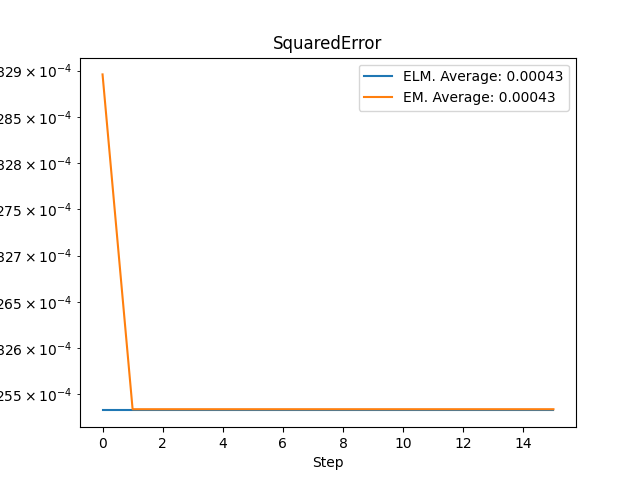 SquaredError
329 × 10⁻⁴
285 × 10⁻⁴
328 × 10⁻⁴
275 × 10⁻⁴
327 × 10⁻⁴
265 × 10⁻⁴
326 × 10⁻⁴
255 × 10⁻⁴
ELM. Average: 0.00043
EM. Average: 0.00043
0 2 4 6 8 10 12 14
Step